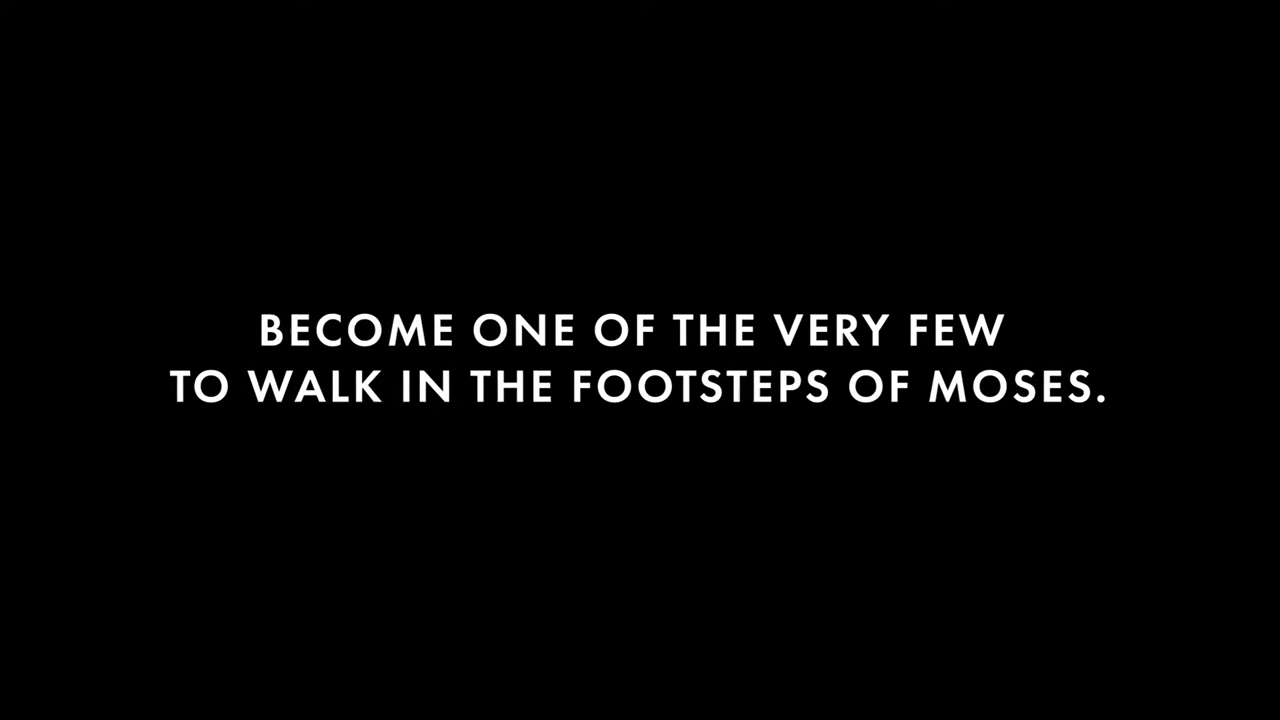 BECOME ONE OF THE VERY FEW
TO WALK IN THE FOOTSTEPS OF MOSES.